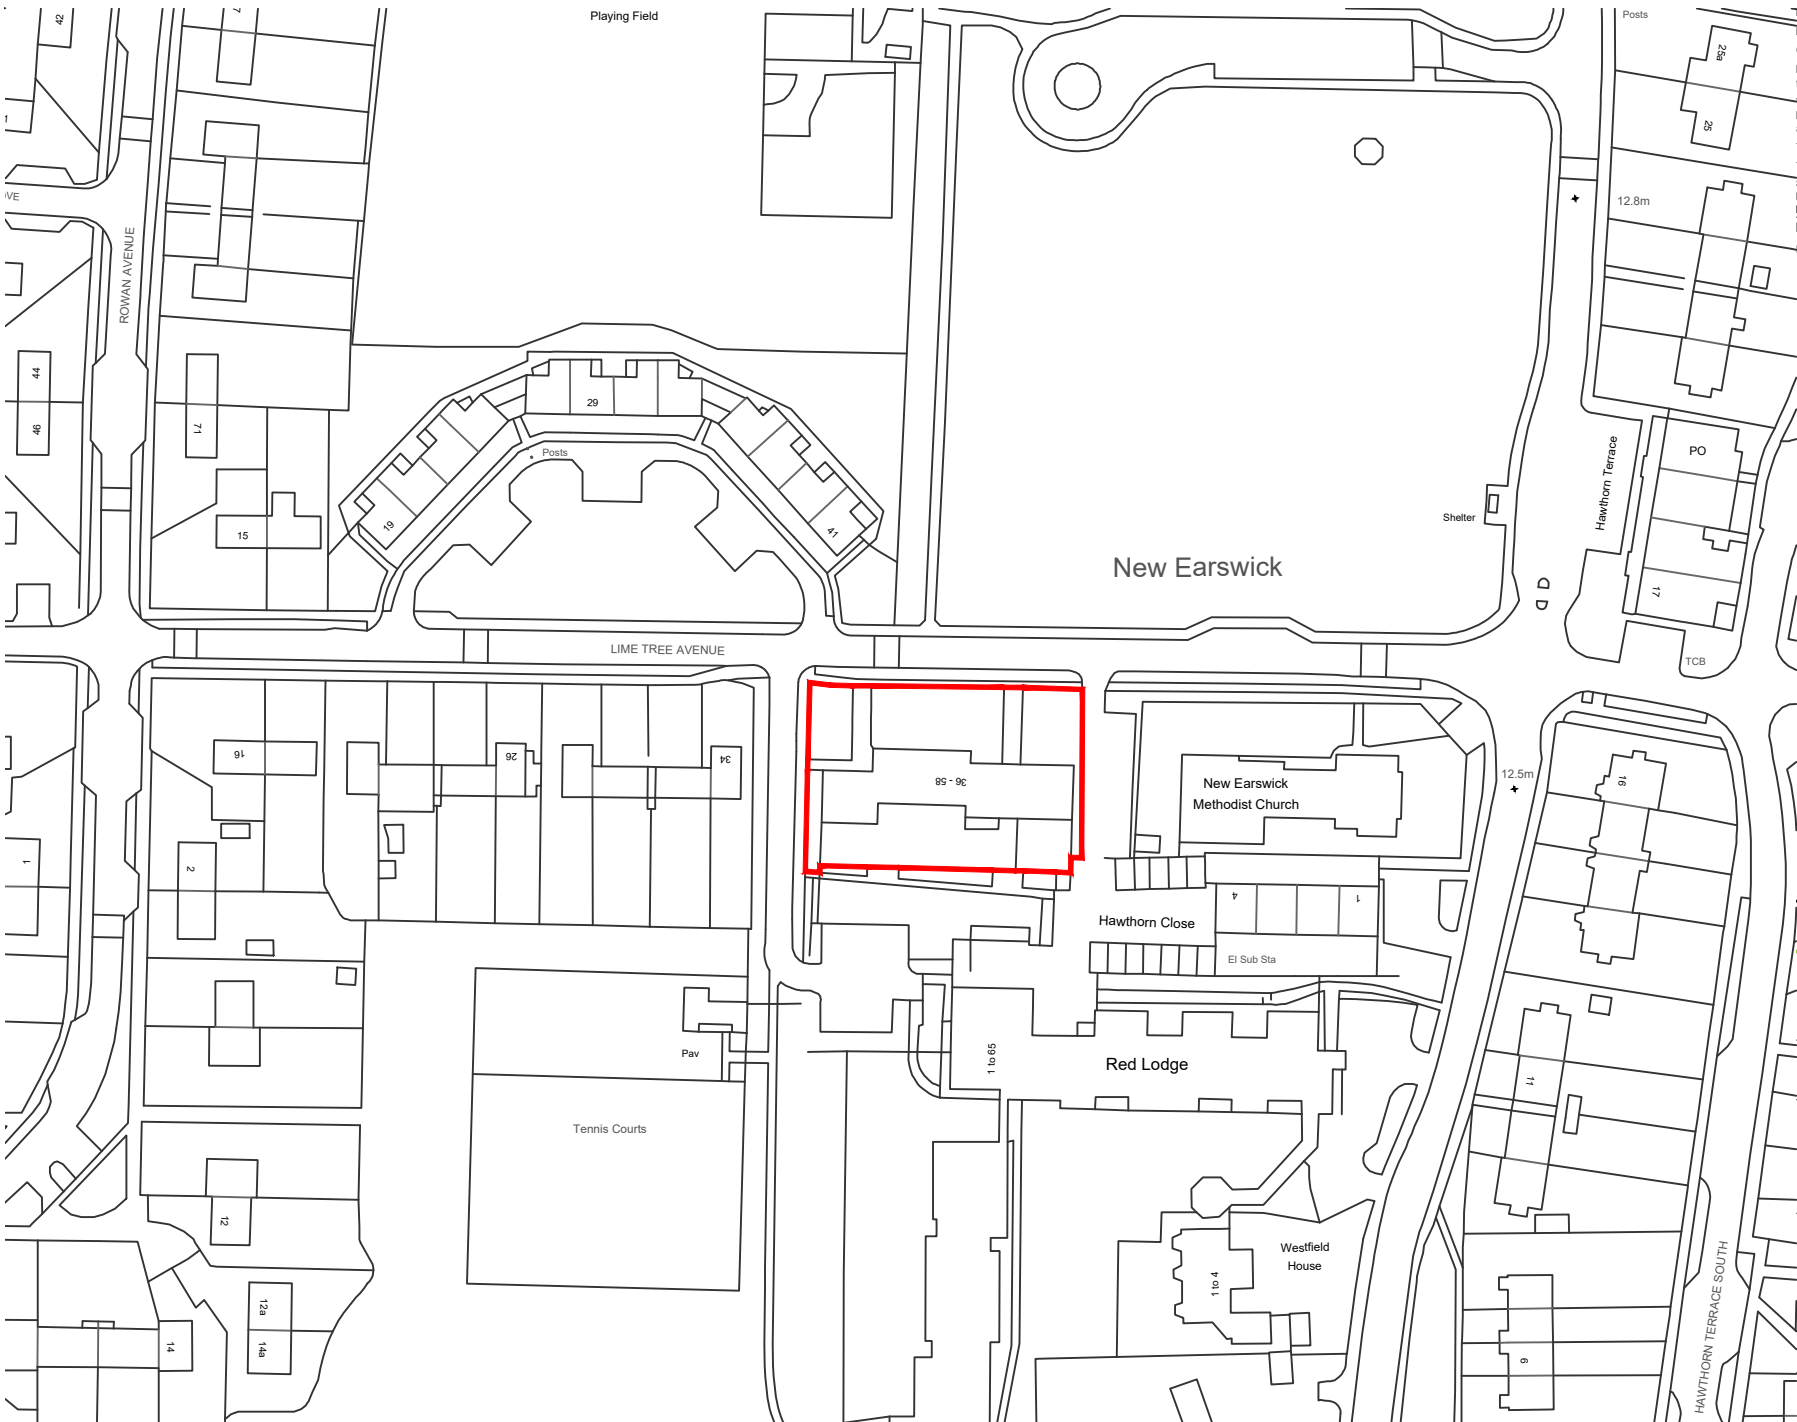 42
7
Playing Field
Posts
25a
25
12.8m
ROWAN AVENUE
44
46
71
29
Posts
19
41
15
PO
Hawthorn Terrace
Shelter
New Earswick
17
TCB
LIME TREE AVENUE
16
26
34
36 - 58
New Earswick
Methodist Church
12.5m
16
1
2
4
1
Hawthorn Close
El Sub Sta
Pav
1 to 65
Red Lodge
11
Tennis Courts
12
Westfield
House
1 to 4
12a
14a
14
6
HAWTHORN TERRACE SOUTH